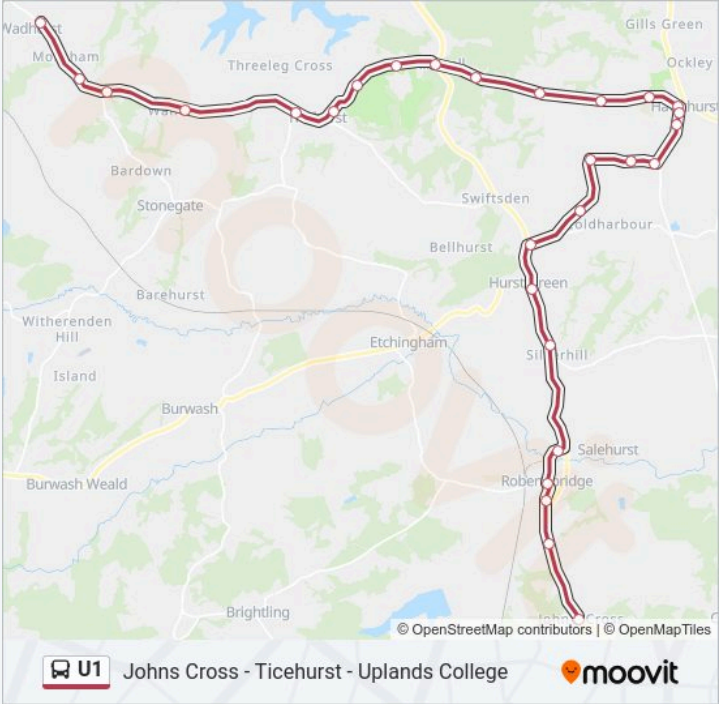 Gills Green
Threeleg Cross
Ockley
Bardown
Stonegate
Swiftsden
Bellhurst
Barehurst
Witherenden
Hill
Etchingham
Island
Burwash
Salehurst
Burwash Weald
Brightling
© OpenStreetMap contributors | © OpenMapTiles
U1 Johns Cross - Ticehurst - Uplands College
moovit